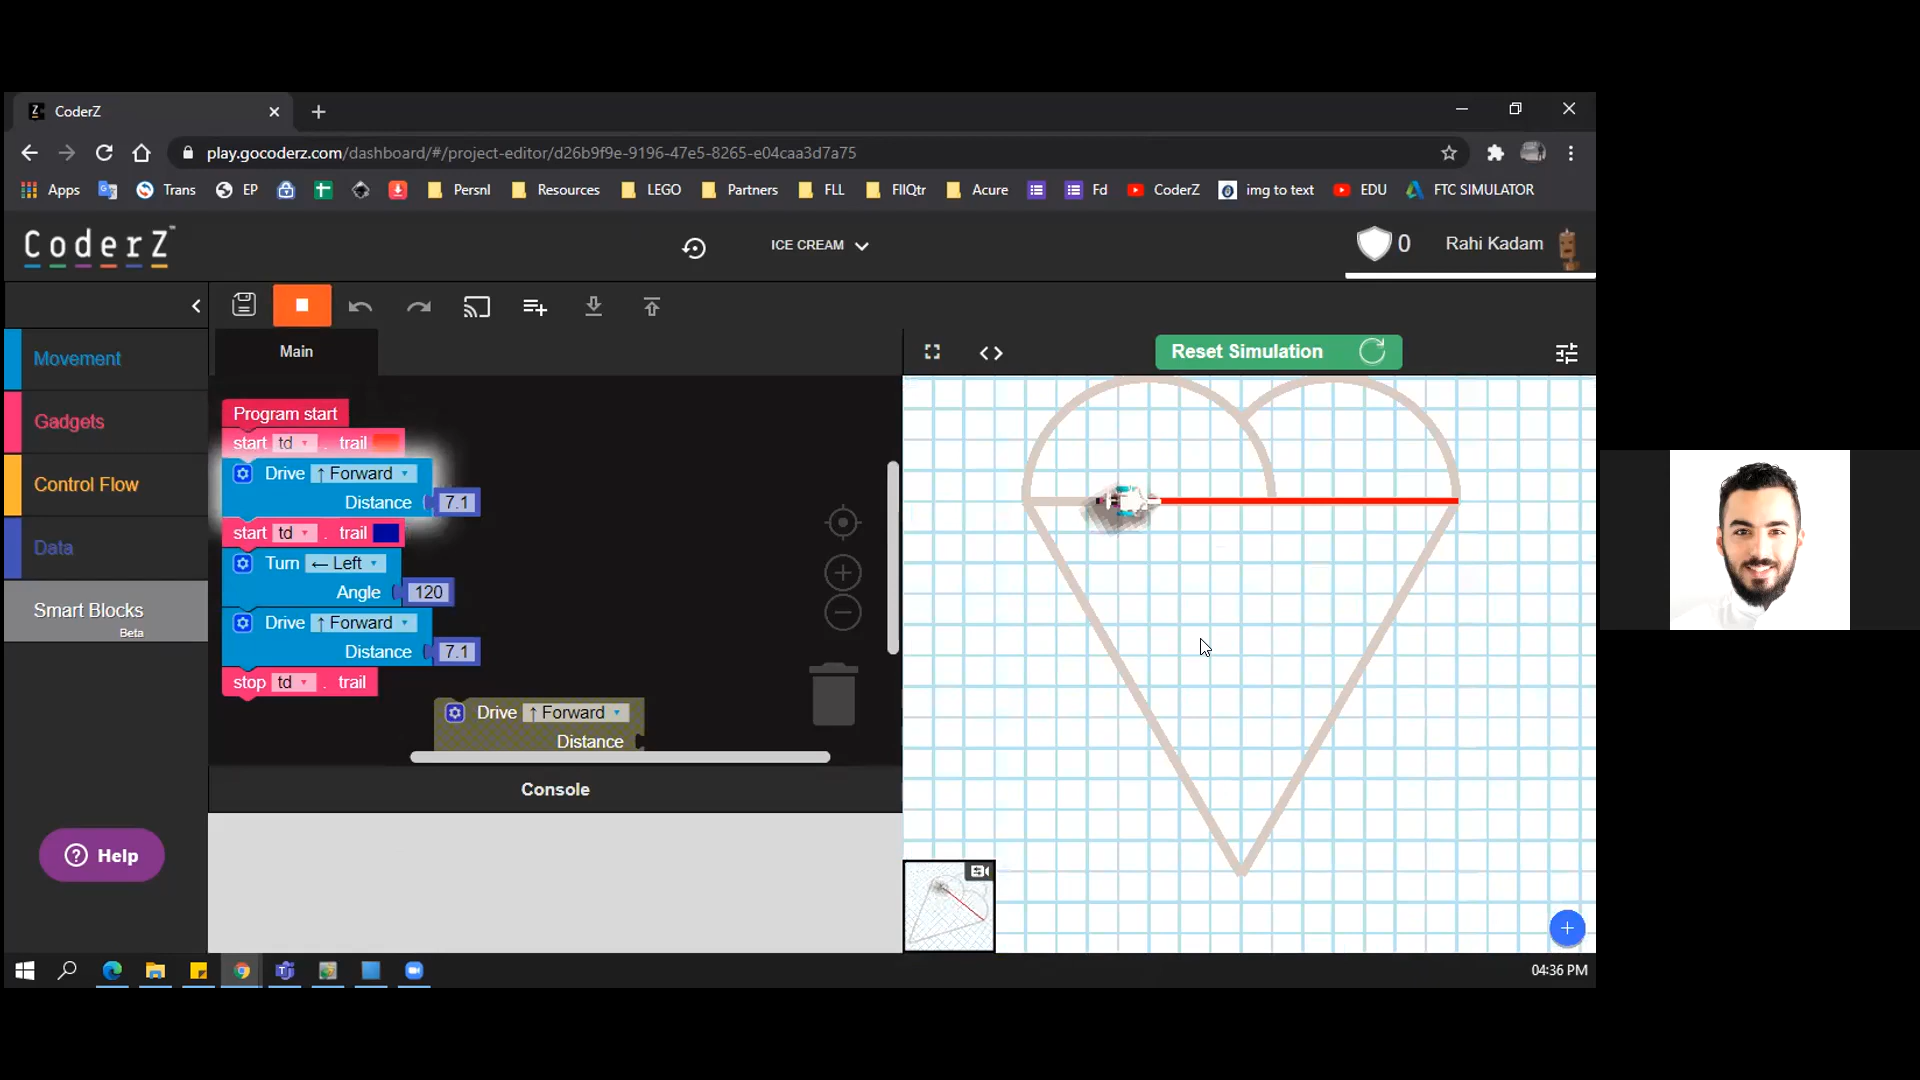 CoderZ
play.gocoderz.com/dashboard/#/project-editor/d26b9f9e-9196-47e5-8265-e04caa3d7a75
Apps Trans EP Persnl Resources LEGO Partners FLL FllQtr Acure Fd CoderZ img to text EDU FTC SIMULATOR
CoderZ
ICE CREAM
0 Rahi Kadam
Main
Reset Simulation
Movement
Gadgets
Control Flow
Data
Smart Blocks
Beta
Help
Program start
start td . trail
Drive ↑ Forward
Distance 7.1
start td . trail
Turn ← Left
Angle 120
Drive ↑ Forward
Distance 7.1
stop td . trail
Drive ↑ Forward
Distance
Console
04:36 PM